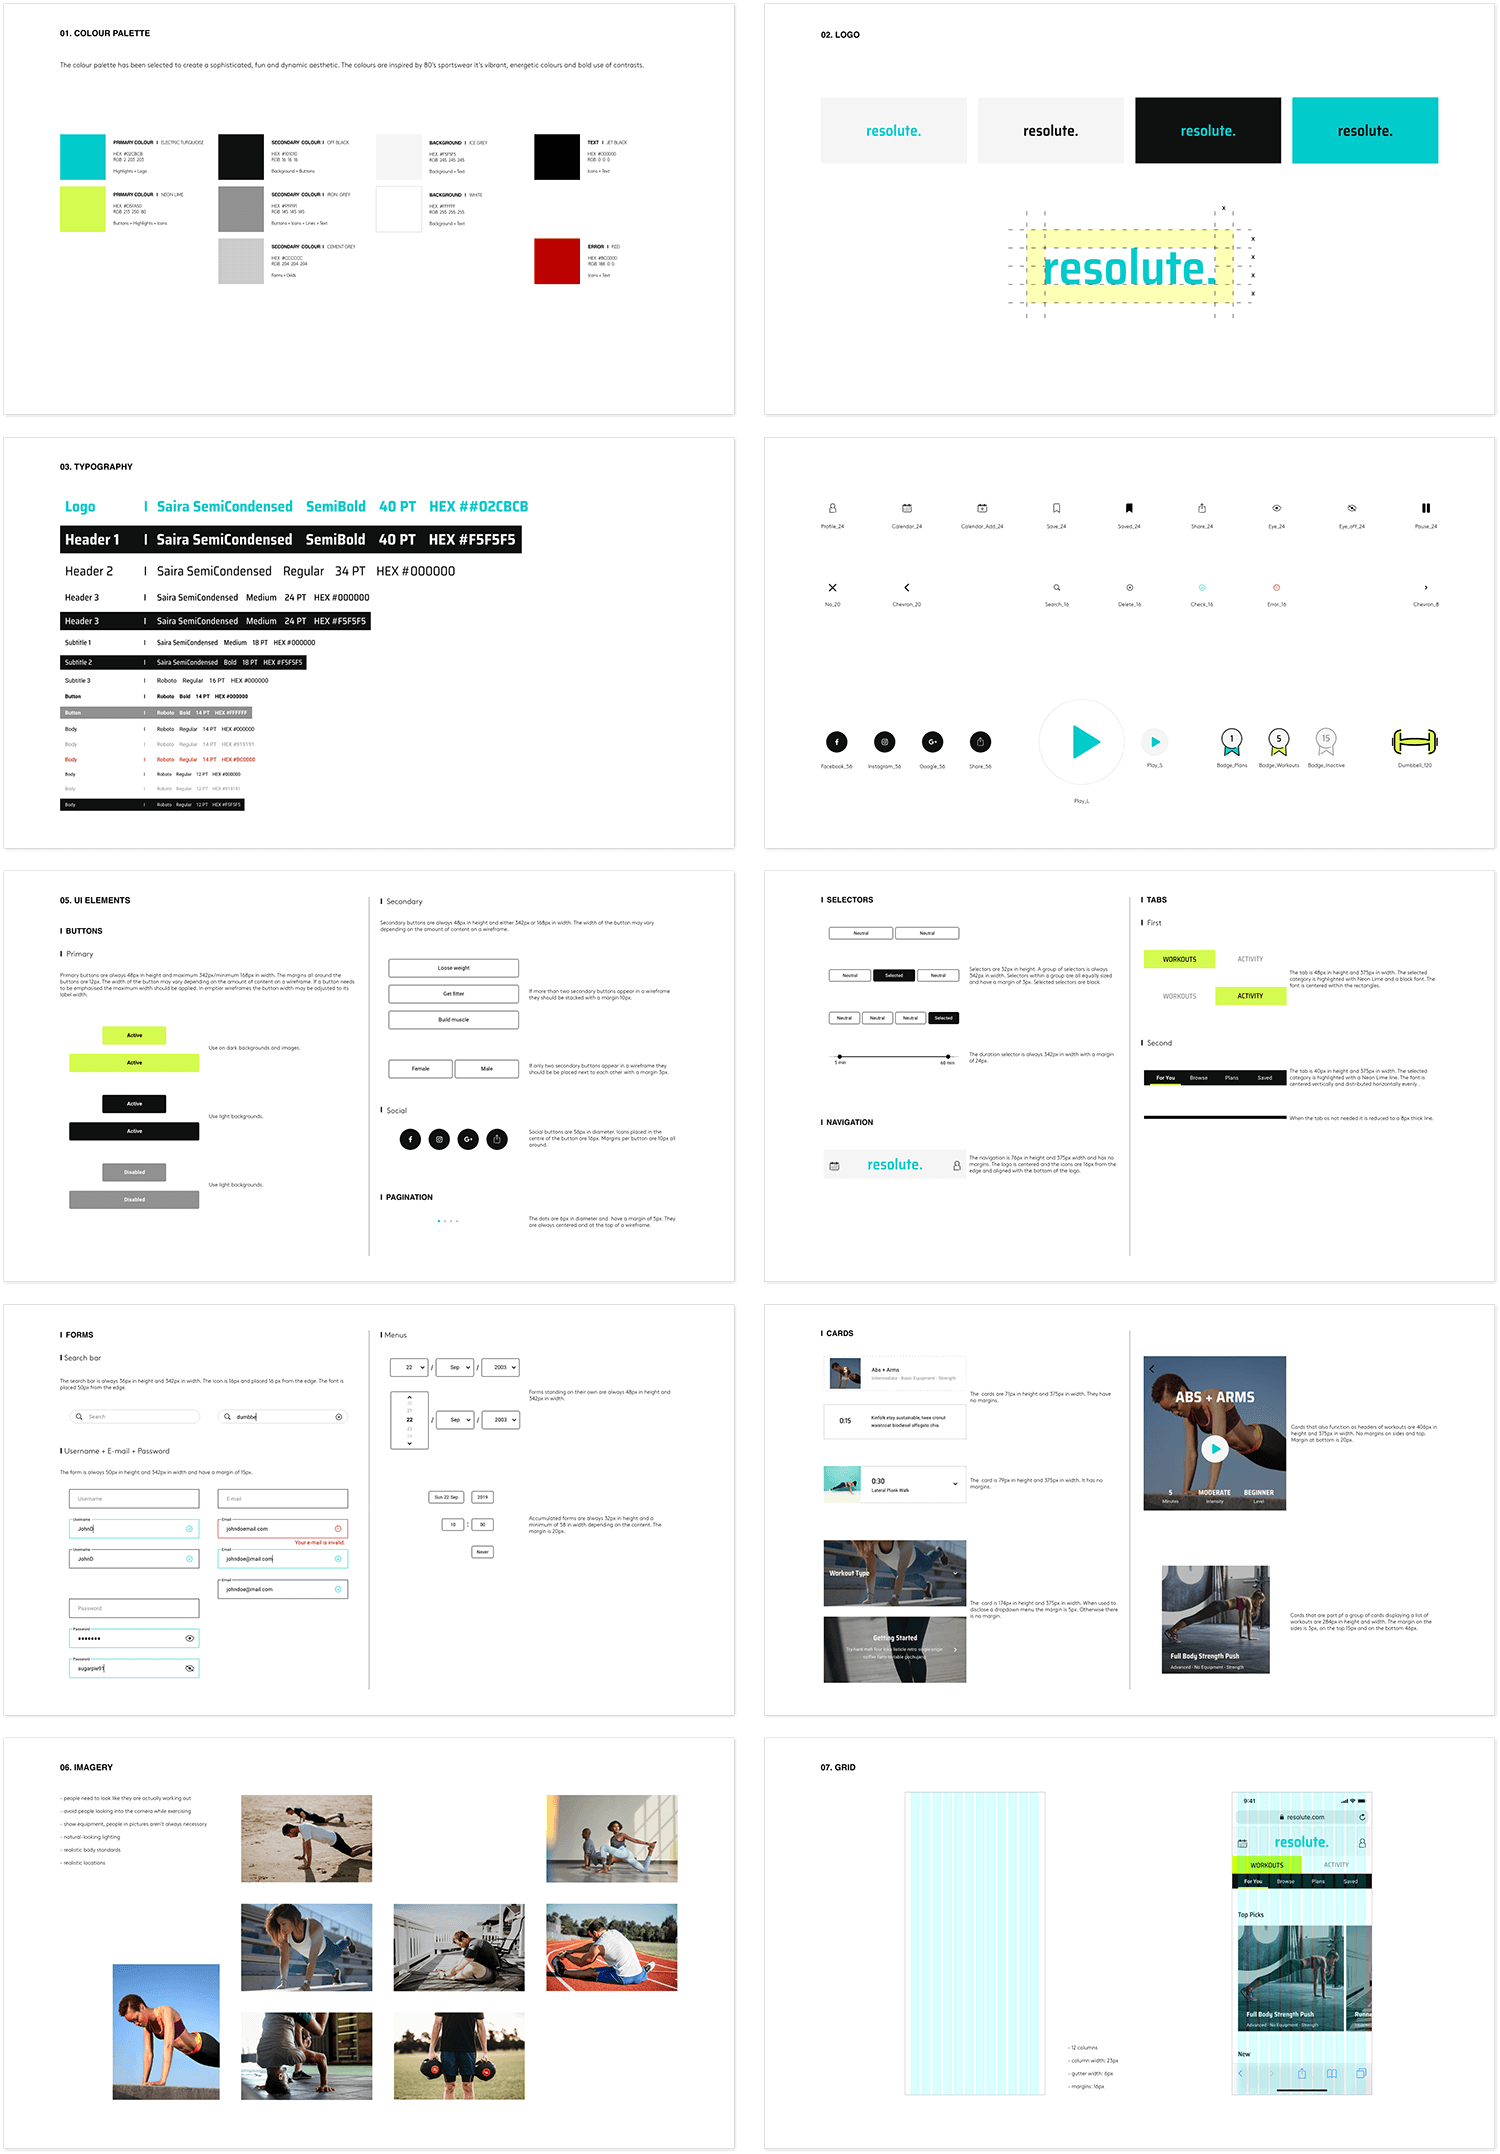 01. COLOUR PALETTE
The colour palette has been selected to create a sophisticated, fun and dynamic aesthetic. The colours are inspired by 80's sportswear it's vibrant, energetic colours and bold use of contrasts.
PRIMARY COLOUR I ELECTRIC TURQUOISE
HEX #02CBCB
RGB 2 203 203
Highlights + Logo
SECONDARY COLOUR I OFF BLACK
HEX #101010
RGB 16 16 16
Background + Buttons
BACKGROUND I ICE GREY
HEX #F5F5F5
RGB 245 245 245
Background + Text
TEXT I JET BLACK
HEX #000000
RGB 0 0 0
Icons + Text
PRIMARY COLOUR I NEON LIME
HEX #D5FA50
RGB 213 250 80
Buttons + Highlights + Icons
SECONDARY COLOUR I IRON GREY
HEX #919191
RGB 145 145 145
Buttons + Icons + Lines + Text
BACKGROUND I WHITE
HEX #FFFFFF
RGB 255 255 255
Background + Text
SECONDARY COLOUR I CEMENT GREY
HEX #CCCCCC
RGB 204 204 204
Forms +
ERROR I RED
HEX #BC0000
RGB 188 0 0
Icons + Text
02. LOGO
resolute.
resolute.
resolute.
resolute.
x
x
x
x
x
resolute.
03. TYPOGRAPHY
Logo I Saira SemiCondensed SemiBold 40 PT HEX ##02CBCB
Header 1 I Saira SemiCondensed SemiBold 40 PT HEX #F5F5F5
Header 2 I Saira SemiCondensed Regular 34 PT HEX #000000
Header 3 I Saira SemiCondensed Medium 24 PT HEX #000000
Header 3 I Saira SemiCondensed Medium 24 PT HEX #F5F5F5
Subtitle 1 I Saira SemiCondensed Medium 18 PT HEX #000000
Subtitle 2 I Saira SemiCondensed Bold 18 PT HEX #F5F5F5
Subtitle 3 I Roboto Regular 16 PT HEX #000000
Button I Roboto Bold 14 PT HEX #000000
Button I Roboto Bold 14 PT HEX #FFFFFF
Body I Roboto Regular 14 PT HEX #000000
Body I Roboto Regular 14 PT HEX #919191
Body I Roboto Regular 14 PT HEX #BC0000
Body I Roboto Regular 12 PT HEX #000000
Body I Roboto Regular 12 PT HEX #919191
Body I Roboto Regular 12 PT HEX #F5F5F5
Profile_24 Calendar_24 Calendar_Add_24 Save_24 Saved_24 Share_24 Eye_24 Eye_off_24 Pause_24
No_20 Chevron_20 Search_16 Delete_16 Check_16 Error_16 Chevron_8
1 5 15
Facebook_56 Instagram_56 Google_56 Share_56 Play_S Badge_Plans Badge_Workouts Badge_Inactive Dumbbell_120
Play_L
05. UI ELEMENTS
I BUTTONS
I Primary
Primary buttons are always 48px in height and maximum 342px/minimum 168px in width. The margins all around the
buttons are 12px. The width of the button may vary depending on the amount of content on a wireframe. If a button needs
to be emphasised the maximum width should be applied. In emptier wireframes the button width may be adjusted to its
label width.
Active
Use on dark backgrounds and images.
Active
Active
Use light backgrounds.
Active
Disabled
Use light backgrounds.
Disabled
I Secondary
Secondary buttons are always 48px in height and either 342px or 168px in width. The width of the button may vary
depending on the amount of content on a wireframe.
Loose weight
Get fitter
Build muscle
If more than two secondary buttons appear in a wireframe
they should be stacked with a margin 10px.
Female Male
If only two secondary buttons appear in a wireframe they
should be be placed next to each other with a margin 3px.
I Social
f G+
Social buttons are 56px in diameter. Icons placed in the
centre of the button are 16px. Margins per button are 10px all
around.
I PAGINATION
The dots are 6px in diameter and have a margin of 5px. They
are always centered and at the top of a wireframe.
I SELECTORS
Neutral Neutral
Neutral Selected Neutral
Neutral Neutral Neutral Selected
Selectors are 32px in height. A group of selectors is always
342px in width. Selectors within a group are all equally sized
and have a margin of 3px. Selected selectors are black.
5 min 60 min
The duration selector is always 342px in width with a margin
of 24px.
I NAVIGATION
resolute.
The navigation is 76px in height and 375px width and has no
margins. The logo is centered and the icons are 16px from the
edge and aligned with the bottom of the logo.
I TABS
I First
WORKOUTS ACTIVITY
WORKOUTS ACTIVITY
The tab is 48px in height and 375px in width. The selected
category is highlighted with Neon Lime and a black font. The
font is centered within the rectangles.
I Second
For You Browse Plans Saved
The tab is 40px in height and 375px in width. The selected
category is highlighted with a Neon Lime line. The font is
centered vertically and distributed horizontally evenly .
When the tab os not needed it is reduced to a 8px thick line.
I FORMS
I Search bar
The search bar is always 36px in height and 342px in width. The icon is 16px and placed 16 px from the edge. The font is
placed 50px from the edge.
Search dumbbe
I Username + E-mail + Password
The form is always 50px in height and 342px in width and have a margin of 15px.
Username E-mail
Username
JohnD
Email
johndoemail.com
Your e-mail is invalid.
Username
JohnD
Email
johndoe@mail.com
Email
johndoe@mail.com
Password
Password
Password
sugarpie91
I Menus
22 / Sep / 2003
20
21
22 / Sep / 2003
23
24
Forms standing on their own are always 48px in height and
342px in width.
Sun 22 Sep 2019
10 : 30
Never
Accumulated forms are always 32px in height and a
minimum of 58 in width depending on the content. The
margin is 20px.
I CARDS
Abs + Arms
Intermediate · Basic Equipment · Strength
0:15
Kinfolk etsy sustainable, twee cronut
waistcoat biodiesel affogato chia.
The cards are 71px in height and 375px in width. They have
no margins.
0:30
Lateral Plank Walk
The card is 79px in height and 375px in width. It has no
margins.
Workout Type
Getting Started
The card is 174px in height and 375px in width. When used to
disclose a dropdown menu the margin is 5px. Otherwise there
is no margin.
ABS + ARMS
5 MODERATE BEGINNER
Minutes Intensity Level
Cards that also function as headers of workouts are 406px in
height and 375px in width. No margins on sides and top.
Margin at bottom is 20px.
Full Body Strength Push
Advanced · No Equipment · Strength
Cards that are part pf a group of cards displaying a list of
workouts are 284px in height and width. The margin on the
sides is 3px, on the top 15px and on the bottom 46px.
06. IMAGERY
- people need to look like they are actually working out
- avoid people looking into the camera while exercising
- show equipment, people in pictures aren't always necessary
- natural-looking lighting
- realistic body standards
- realistic locations
07. GRID
- 12 columns
- column width: 23px
- gutter width: 6px
- margins: 16px
9:41
resolute.com
resolute.
WORKOUTS ACTIVITY
For You Browse Plans Saved
Top Picks
Full Body Strength Push
Advanced · No Equipment · Strength
Runne
New